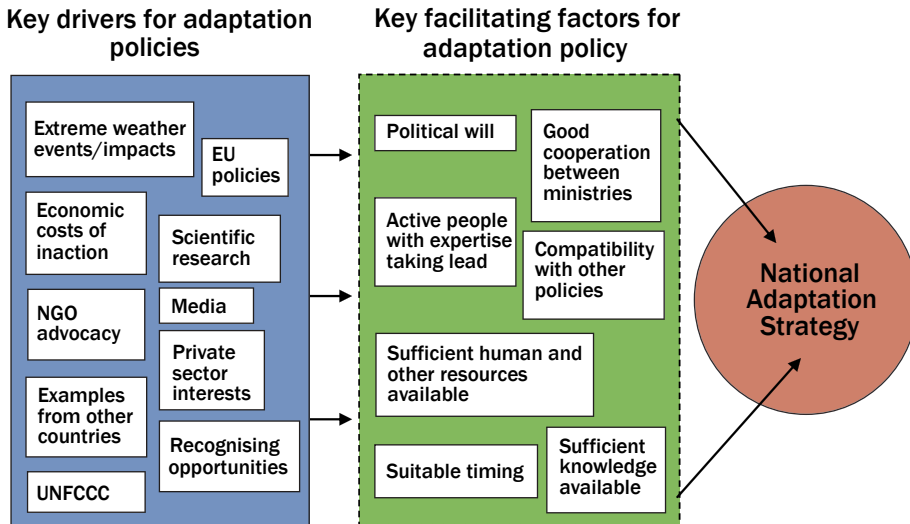 Key drivers for adaptation
policies
Key facilitating factors for
adaptation policy
Extreme weather
events/impacts
EU
policies
Economic
costs of
inaction
Scientific
research
NGO
advocacy
Media
Private
sector
interests
Examples
from other
countries
Recognising
opportunities
UNFCCC
Political will
Good
cooperation
between
ministries
Active people
with expertise
taking lead
Compatibility
with other
policies
Sufficient human and
other resources
available
Suitable timing
Sufficient
knowledge
available
National
Adaptation
Strategy